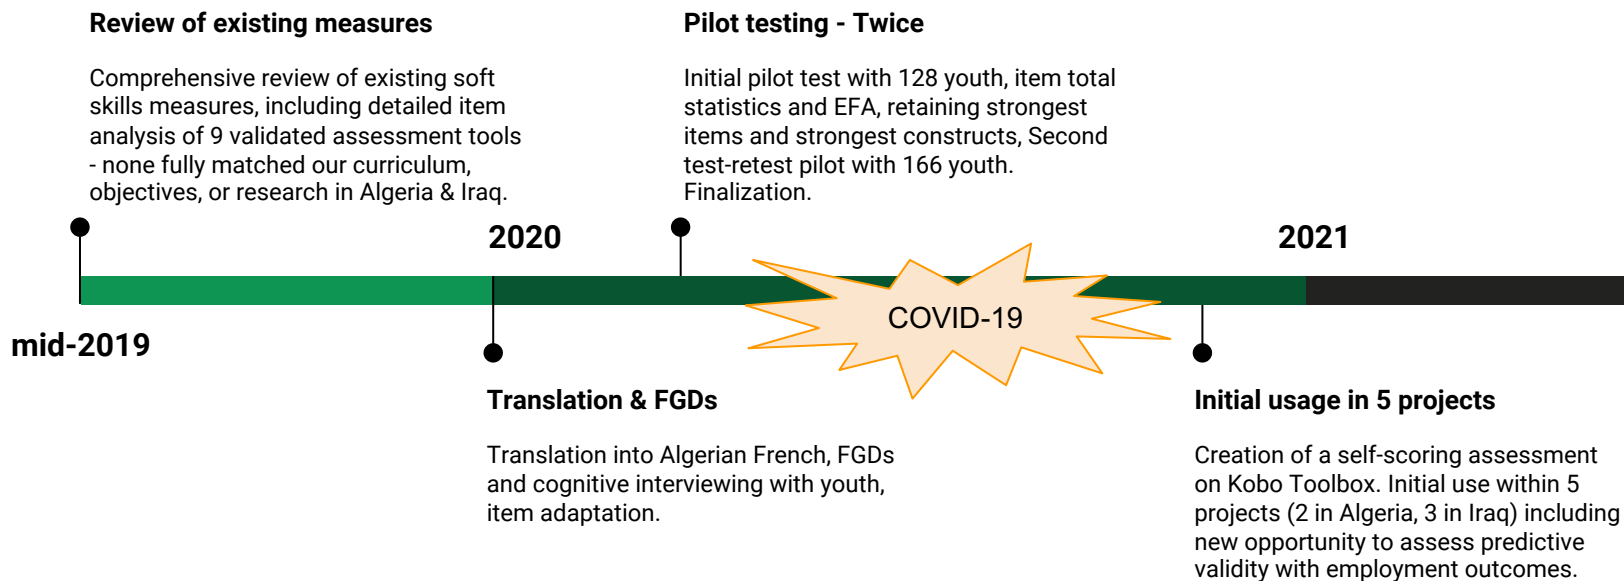 Review of existing measures
Comprehensive review of existing soft
skills measures, including detailed item
analysis of 9 validated assessment tools
- none fully matched our curriculum,
objectives, or research in Algeria & Iraq.
Pilot testing - Twice
Initial pilot test with 128 youth, item total
statistics and EFA, retaining strongest
items and strongest constructs, Second
test-retest pilot with 166 youth.
Finalization.
2020
2021
COVID-19
mid-2019
Translation & FGDs
Translation into Algerian French, FGDs
and cognitive interviewing with youth,
item adaptation.
Initial usage in 5 projects
Creation of a self-scoring assessment
on Kobo Toolbox. Initial use within 5
projects (2 in Algeria, 3 in Iraq) including
new opportunity to assess predictive
validity with employment outcomes.